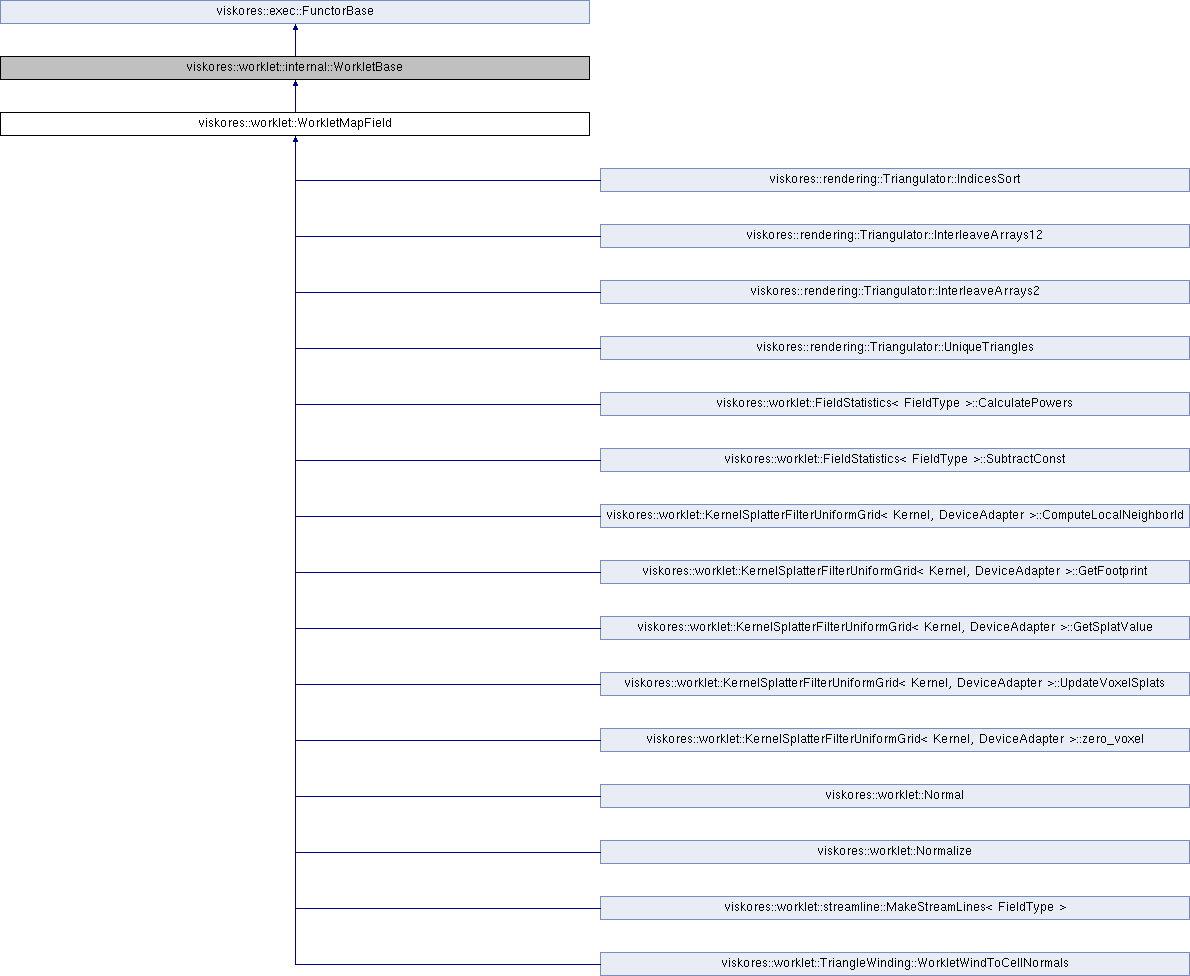 viskores::exec::FunctorBase
viskores::worklet::internal::WorkletBase
viskores::worklet::WorkletMapField
viskores::rendering::Triangulator::IndicesSort
viskores::rendering::Triangulator::InterleaveArrays12
viskores::rendering::Triangulator::InterleaveArrays2
viskores::rendering::Triangulator::UniqueTriangles
viskores::worklet::FieldStatistics< FieldType >::CalculatePowers
viskores::worklet::FieldStatistics< FieldType >::SubtractConst
viskores::worklet::KernelSplatterFilterUniformGrid< Kernel, DeviceAdapter >::ComputeLocalNeighborId
viskores::worklet::KernelSplatterFilterUniformGrid< Kernel, DeviceAdapter >::GetFootprint
viskores::worklet::KernelSplatterFilterUniformGrid< Kernel, DeviceAdapter >::GetSplatValue
viskores::worklet::KernelSplatterFilterUniformGrid< Kernel, DeviceAdapter >::UpdateVoxelSplats
viskores::worklet::KernelSplatterFilterUniformGrid< Kernel, DeviceAdapter >::zero_voxel
viskores::worklet::Normal
viskores::worklet::Normalize
viskores::worklet::streamline::MakeStreamLines< FieldType >
viskores::worklet::TriangleWinding::WorkletWindToCellNormals